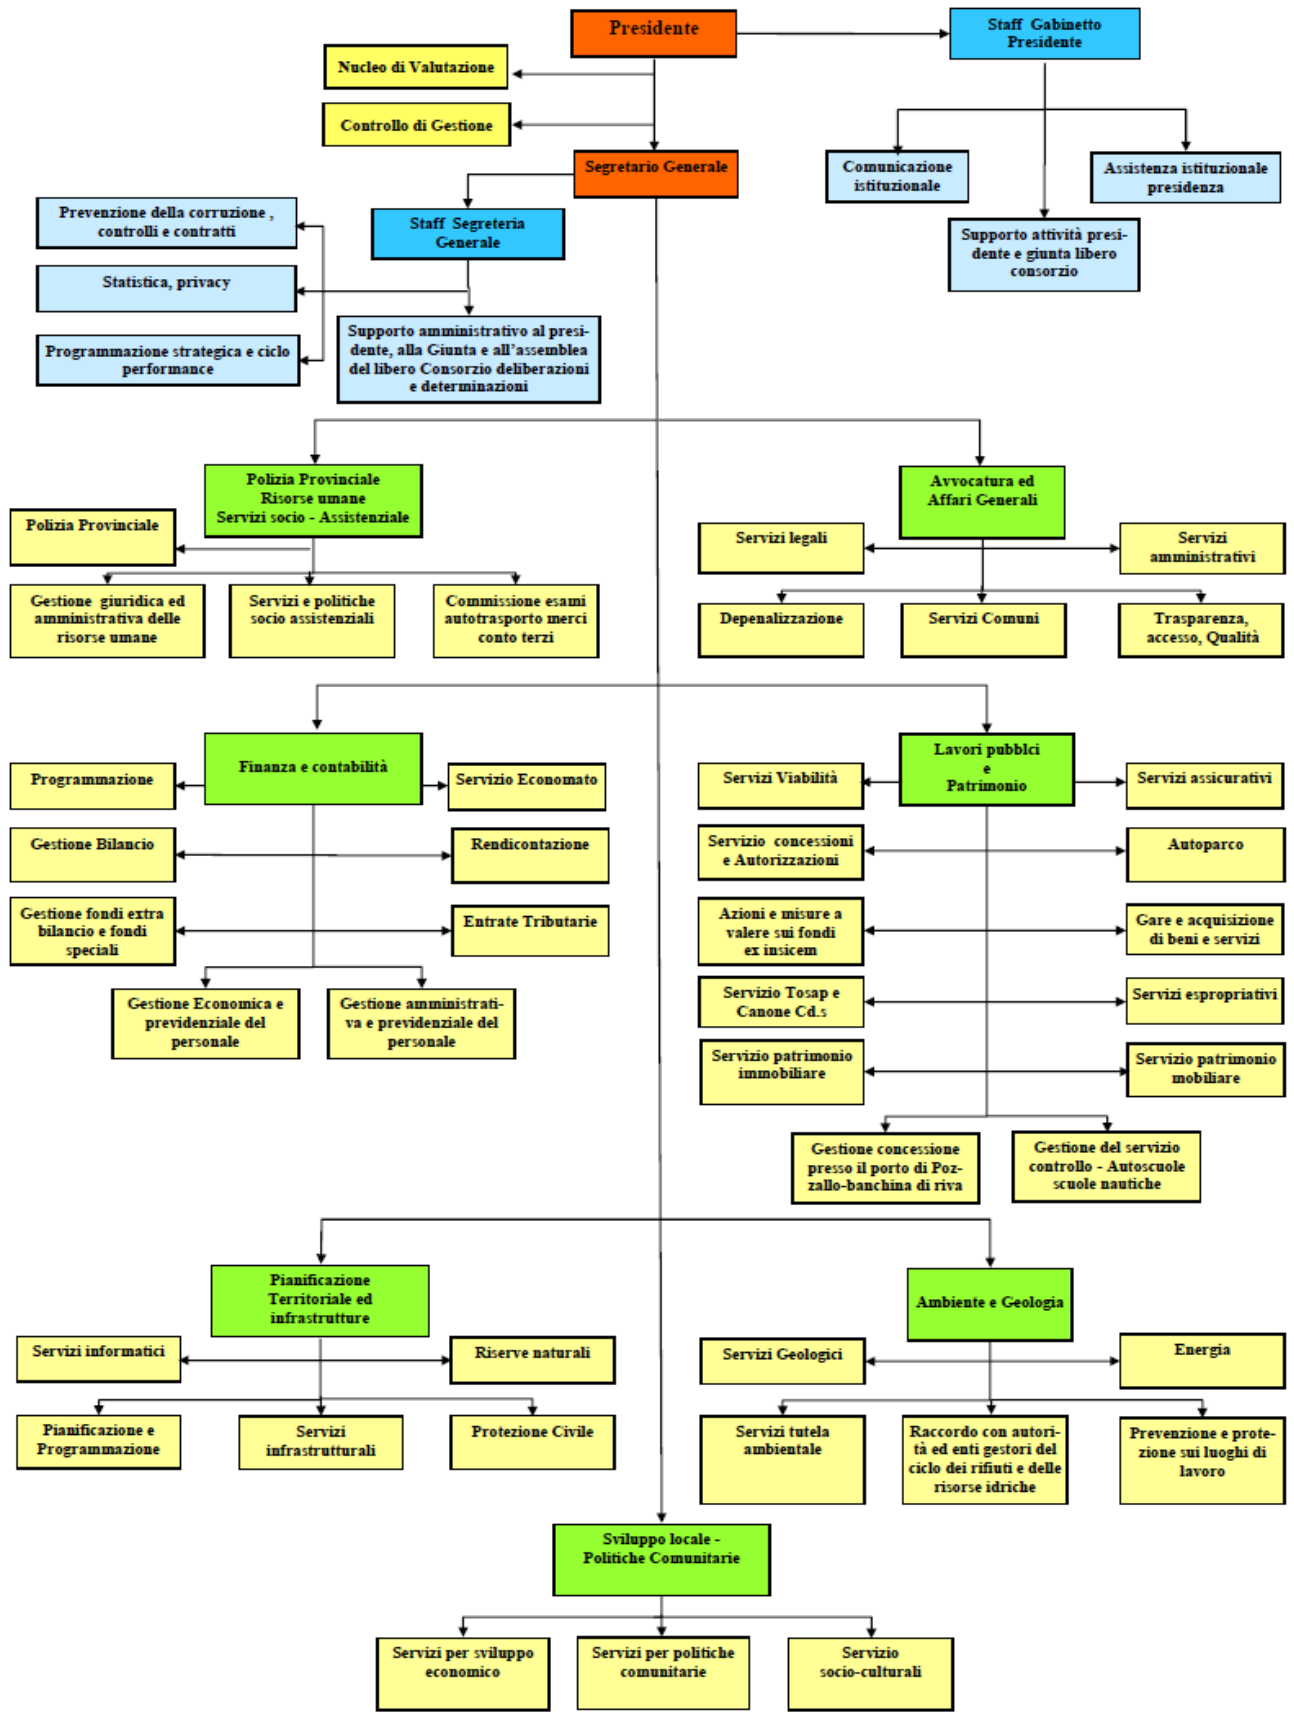 Presidente
Staff  Gabinetto
Presidente
Nucleo di Valutazione
Controllo di Gestione
Segretario Generale
Comunicazione
istituzionale
Assistenza istituzionale
presidenza
Supporto attività presi-
dente e giunta libero
consorzio
Prevenzione della corruzione ,
controlli e contratti
Staff  Segreteria
Generale
Statistica, privacy
Programmazione strategica e ciclo
performance
Supporto amministrativo al presi-
dente, alla Giunta e all'assemblea
del libero Consorzio deliberazioni
e determinazioni
Polizia Provinciale
Risorse umane
Servizi socio - Assistenziale
Avvocatura ed
Affari Generali
Polizia Provinciale
Servizi legali
Servizi
amministrativi
Gestione  giuridica ed
amministrativa delle
risorse umane
Servizi e politiche
socio assistenziali
Commissione esami
autotrasporto merci
conto terzi
Depenalizzazione
Servizi Comuni
Trasparenza,
accesso, Qualità
Finanza e contabilità
Lavori pubblci
e
Patrimonio
Programmazione
Servizio Economato
Servizi Viabilità
Servizi assicurativi
Gestione Bilancio
Rendicontazione
Servizio  concessioni
e Autorizzazioni
Autoparco
Gestione fondi extra
bilancio e fondi
speciali
Entrate Tributarie
Azioni e misure a
valere sui fondi
ex insicem
Gare e acquisizione
di beni e servizi
Gestione Economica e
previdenziale del
personale
Gestione amministrati-
va e previdenziale del
personale
Servizio Tosap e
Canone Cd.s
Servizi espropriativi
Servizio patrimonio
immobiliare
Servizio patrimonio
mobiliare
Gestione concessione
presso il porto di Poz-
zallo-banchina di riva
Gestione del servizio
controllo - Autoscuole
scuole nautiche
Pianificazione
Territoriale ed
infrastrutture
Ambiente e Geologia
Servizi informatici
Riserve naturali
Servizi Geologici
Energia
Pianificazione e
Programmazione
Servizi
infrastrutturali
Protezione Civile
Servizi tutela
ambientale
Raccordo con autori-
tà ed enti gestori del
ciclo dei rifiuti e delle
risorse idriche
Prevenzione e prote-
zione sui luoghi di
lavoro
Sviluppo locale -
Politiche Comunitarie
Servizi per sviluppo
economico
Servizi per politiche
comunitarie
Servizio
socio-culturali